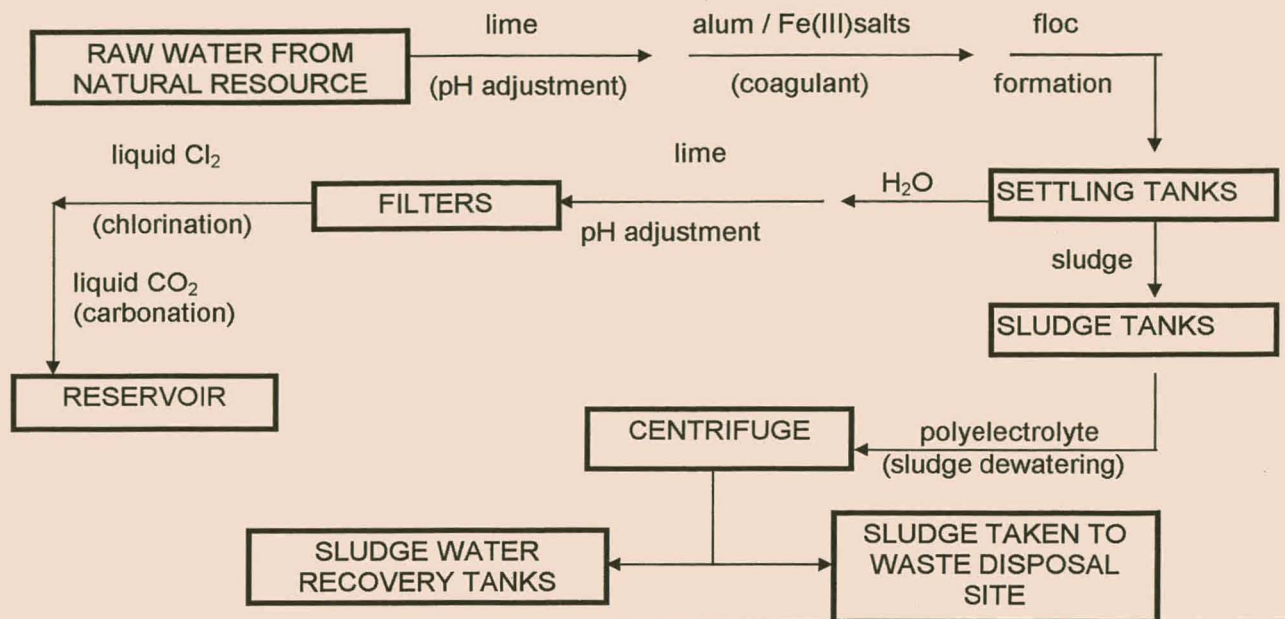 lime
alum / Fe(III)salts
floc
RAW WATER FROM
NATURAL RESOURCE
(pH adjustment)
(coagulant)
formation
liquid Cl₂
lime
H₂O
SETTLING TANKS
FILTERS
(chlorination)
pH adjustment
sludge
liquid CO₂
(carbonation)
SLUDGE TANKS
RESERVOIR
CENTRIFUGE
polyelectrolyte
(sludge dewatering)
SLUDGE WATER
RECOVERY TANKS
SLUDGE TAKEN TO
WASTE DISPOSAL
SITE